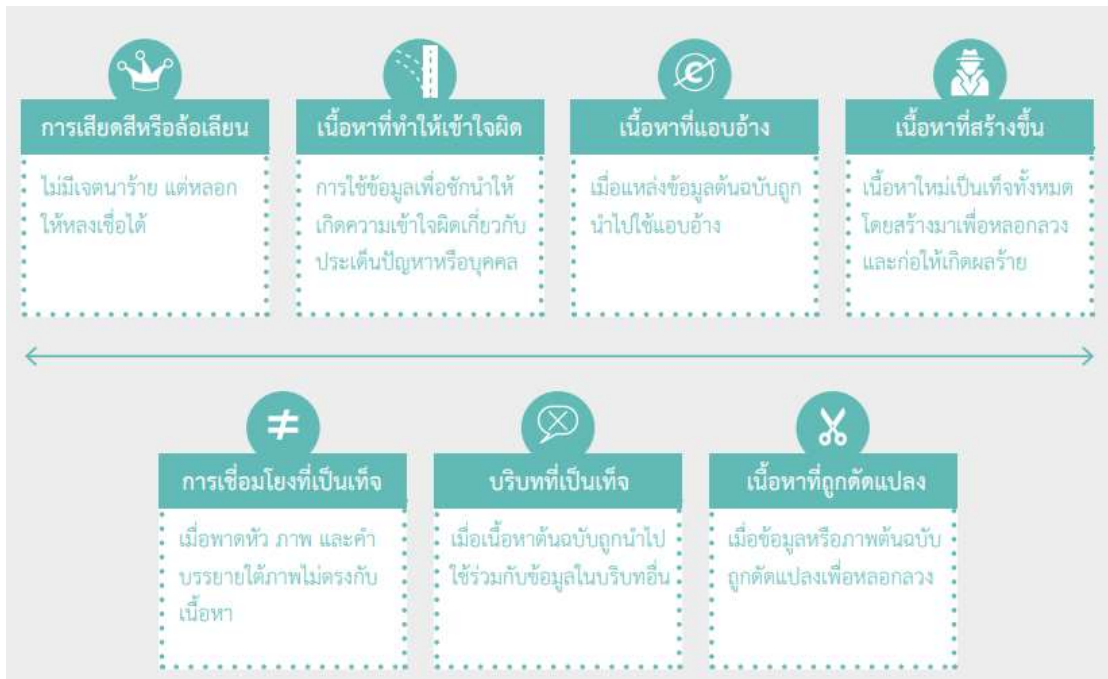 การเสียดสีหรือล้อเลียน
ไม่มีเจตนาร้าย แต่หลอก
ให้หลงเชื่อได้
เนื้อหาที่ทำให้เข้าใจผิด
การใช้ข้อมูลเพื่อชักนำให้
เกิดความเข้าใจผิดเกี่ยวกับ
ประเด็นปัญหาหรือบุคคล
เนื้อหาที่แอบอ้าง
เมื่อแหล่งข้อมูลต้นฉบับถูก
นำไปใช้แอบอ้าง
เนื้อหาที่สร้างขึ้น
เนื้อหาใหม่เป็นเท็จทั้งหมด
โดยสร้างมาเพื่อหลอกลวง
และก่อให้เกิดผลร้าย
การเชื่อมโยงที่เป็นเท็จ
เมื่อพาดหัว ภาพ และคำ
บรรยายใต้ภาพไม่ตรงกับ
เนื้อหา
บริบทที่เป็นเท็จ
เมื่อเนื้อหาต้นฉบับถูกนำไป
ใช้ร่วมกับข้อมูลในบริบทอื่น
เนื้อหาที่ถูกดัดแปลง
เมื่อข้อมูลหรือภาพต้นฉบับ
ถูกดัดแปลงเพื่อหลอกลวง